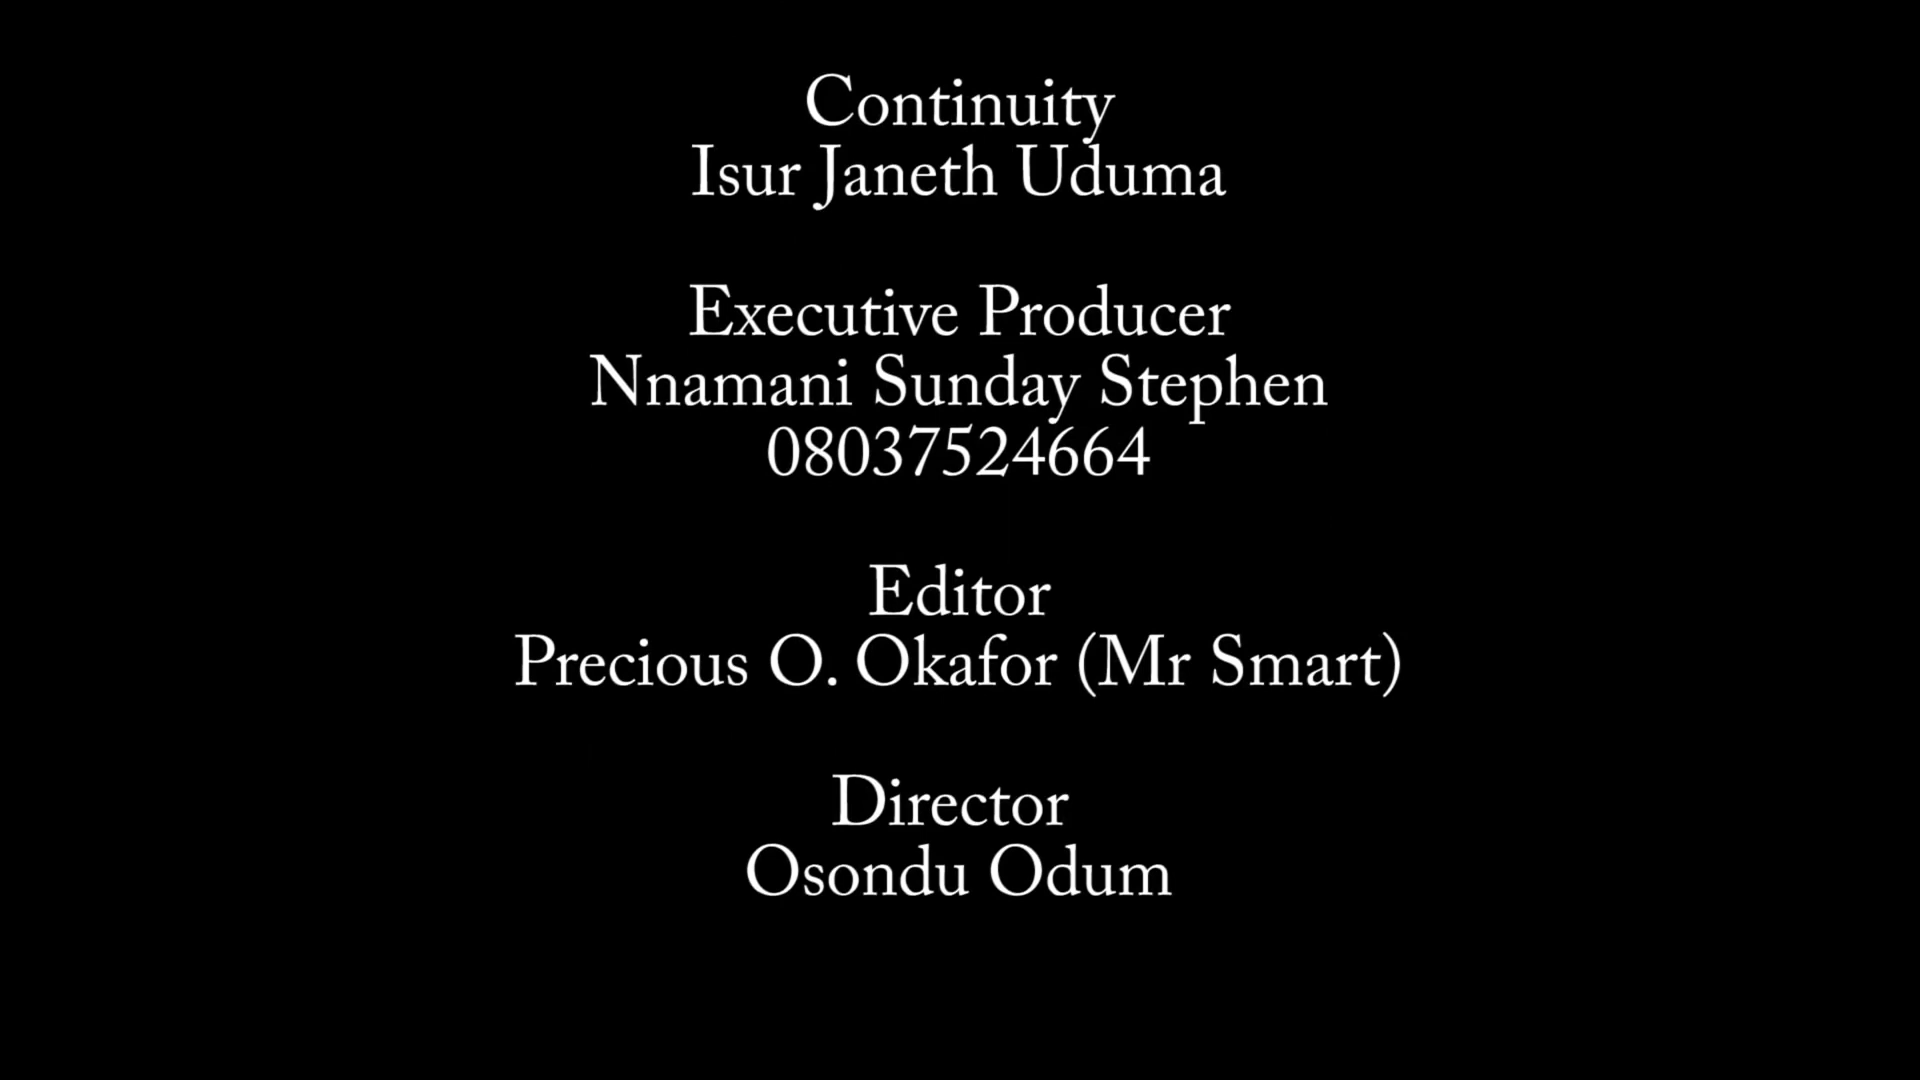 Continuity
Isur Janeth Uduma
Executive Producer
Nnamani Sunday Stephen
08037524664
Editor
Precious O. Okafor (Mr Smart)
Director
Osondu Odum